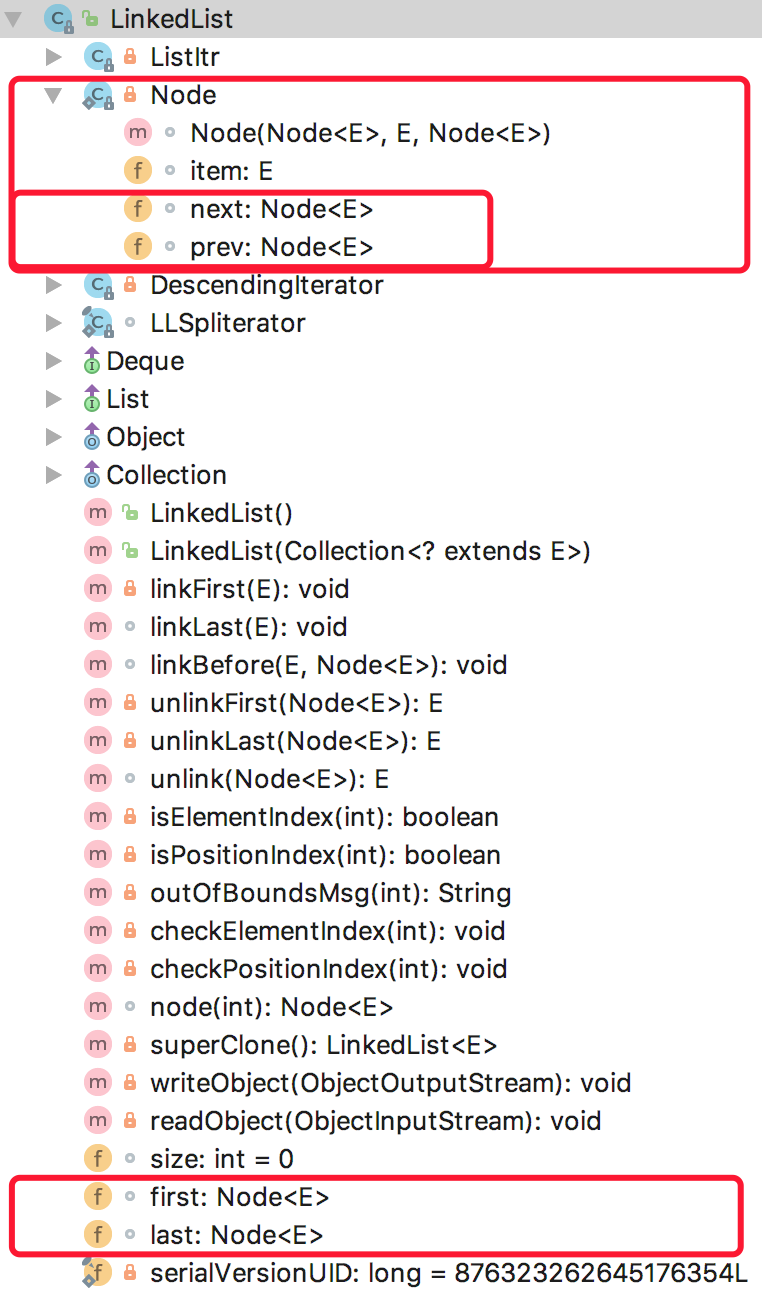 LinkedList
ListItr
Node
Node(Node<E>, E, Node<E>)
item: E
next: Node<E>
prev: Node<E>
DescendingIterator
LLSpliterator
Deque
List
Object
Collection
LinkedList()
LinkedList(Collection<? extends E>)
linkFirst(E): void
linkLast(E): void
linkBefore(E, Node<E>): void
unlinkFirst(Node<E>): E
unlinkLast(Node<E>): E
unlink(Node<E>): E
isElementIndex(int): boolean
isPositionIndex(int): boolean
outOfBoundsMsg(int): String
checkElementIndex(int): void
checkPositionIndex(int): void
node(int): Node<E>
superClone(): LinkedList<E>
writeObject(ObjectOutputStream): void
readObject(ObjectInputStream): void
size: int = 0
first: Node<E>
last: Node<E>
serialVersionUID: long = 876323262645176354L